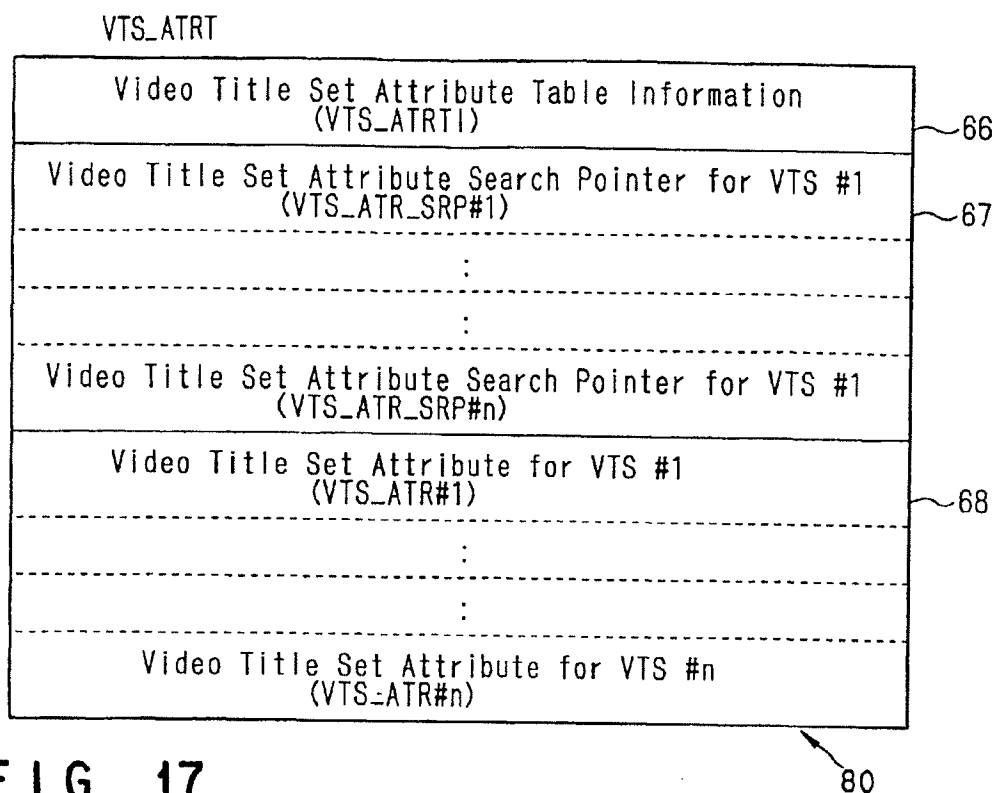 VTS_ATRT
Video Title Set Attribute Table Information
(VTS_ATRTI)
66
Video Title Set Attribute Search Pointer for VTS #1
(VTS_ATR_SRP#1)
67
:
:
Video Title Set Attribute Search Pointer for VTS #1
(VTS_ATR_SRP#n)
Video Title Set Attribute for VTS #1
(VTS_ATR#1)
68
:
:
Video Title Set Attribute for VTS #n
(VTS_ATR#n)
80
FIG. 17